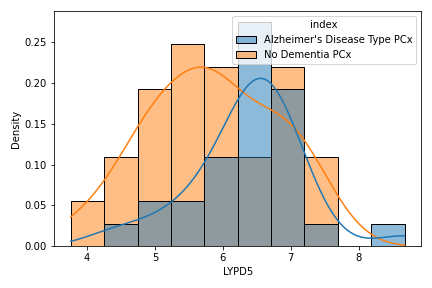 index
Alzheimer's Disease Type PCx
No Dementia PCx
0.25
0.20
0.15
0.10
0.05
0.00
Density
4 5 6 7 8
LYPD5